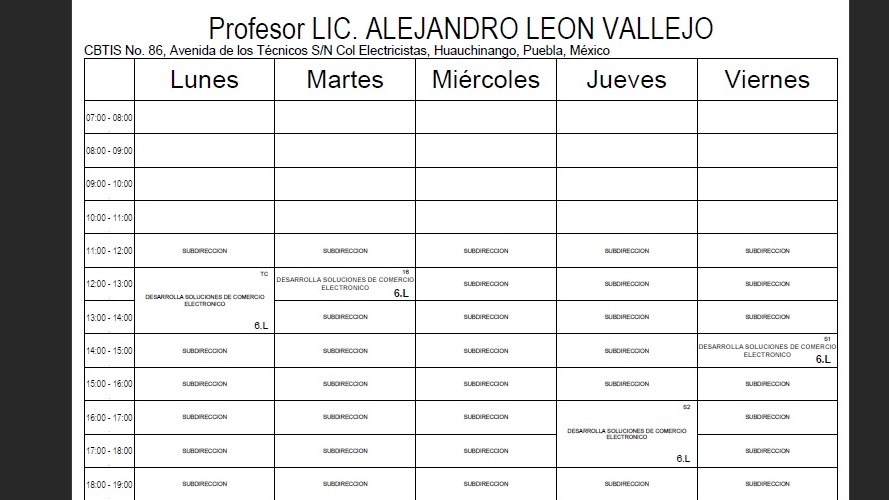 Profesor LIC. ALEJANDRO LEON VALLEJO
CBTIS No. 86, Avenida de los Técnicos S/N Col Electricistas, Huauchinango, Puebla, México
Lunes Martes Miércoles Jueves Viernes
07:00 - 08:00
08:00 - 09:00
09:00 - 10:00
10:00 - 11:00
11:00 - 12:00 SUBDIRECCION SUBDIRECCION SUBDIRECCION SUBDIRECCION SUBDIRECCION
TC
DESARROLLA SOLUCIONES DE COMERCIO
ELECTRONICO
6.L
16
12:00 - 13:00 DESARROLLA SOLUCIONES DE COMERCIO
ELECTRONICO
6.L
SUBDIRECCION SUBDIRECCION SUBDIRECCION
13:00 - 14:00 SUBDIRECCION SUBDIRECCION SUBDIRECCION SUBDIRECCION
14:00 - 15:00 SUBDIRECCION SUBDIRECCION SUBDIRECCION SUBDIRECCION
S1
DESARROLLA SOLUCIONES DE COMERCIO
ELECTRONICO
6.L
15:00 - 16:00 SUBDIRECCION SUBDIRECCION SUBDIRECCION SUBDIRECCION SUBDIRECCION
16:00 - 17:00 SUBDIRECCION SUBDIRECCION SUBDIRECCION
S2
DESARROLLA SOLUCIONES DE COMERCIO
ELECTRONICO
6.L
SUBDIRECCION
17:00 - 18:00 SUBDIRECCION SUBDIRECCION SUBDIRECCION SUBDIRECCION
18:00 - 19:00 SUBDIRECCION SUBDIRECCION SUBDIRECCION SUBDIRECCION SUBDIRECCION